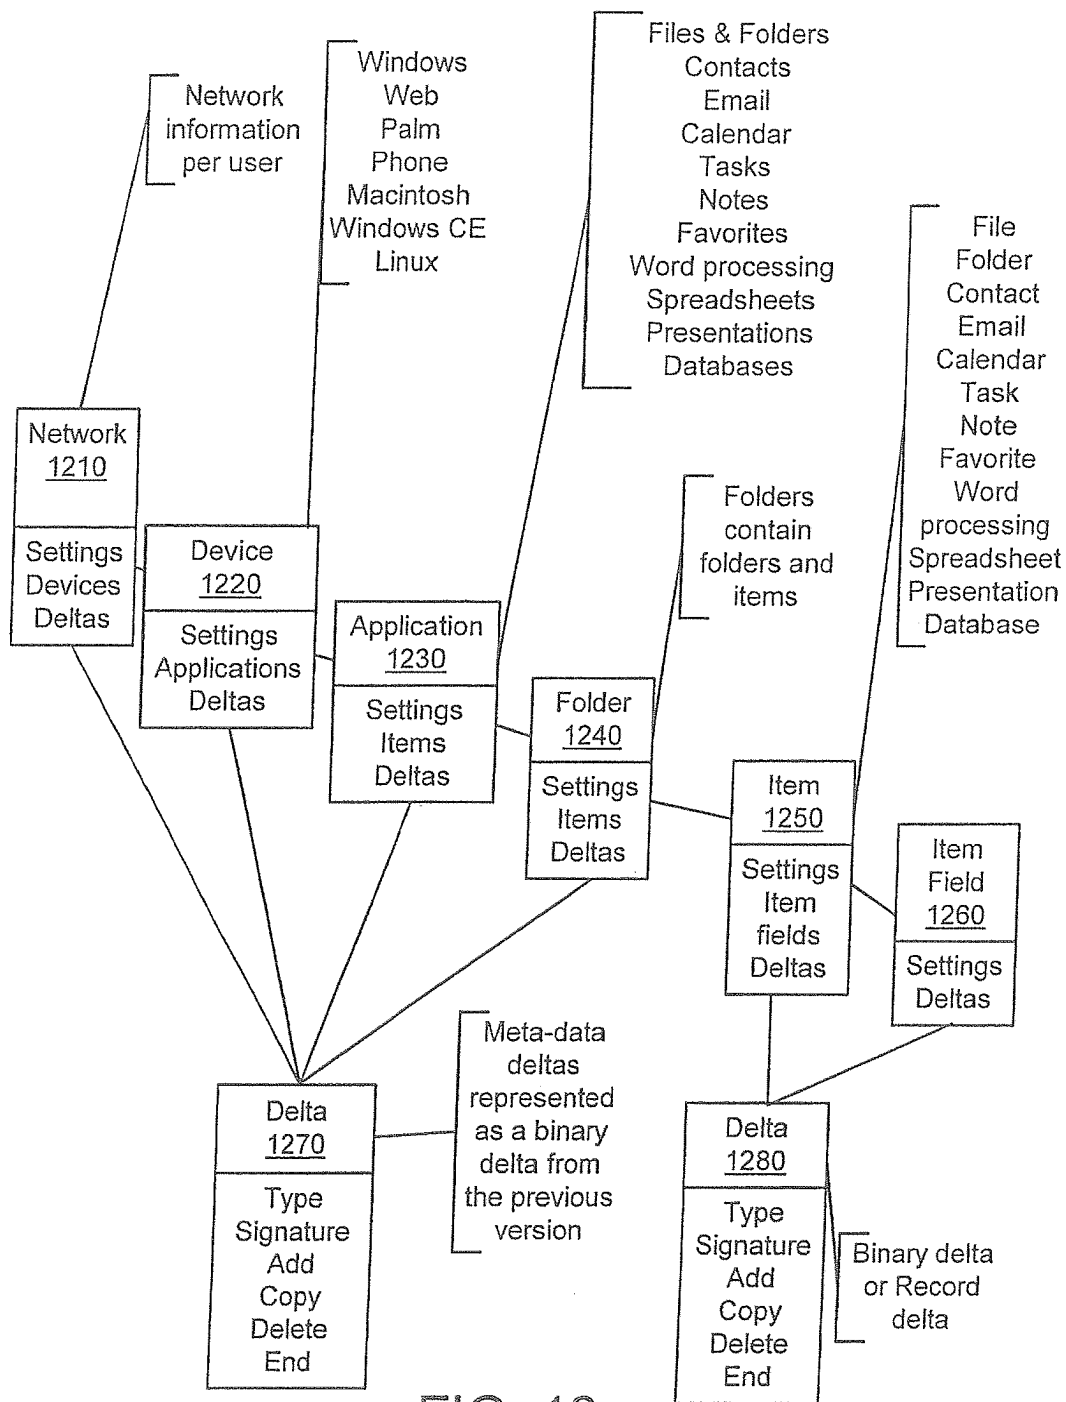 Network
information
per user
Windows
Web
Palm
Phone
Macintosh
Windows CE
Linux
Files & Folders
Contacts
Email
Calendar
Tasks
Notes
Favorites
Word processing
Spreadsheets
Presentations
Databases
File
Folder
Contact
Email
Calendar
Task
Note
Favorite
Word
processing
Spreadsheet
Presentation
Database
Folders
contain
folders and
items
Network
1210
Settings
Devices
Deltas
Device
1220
Settings
Applications
Deltas
Application
1230
Settings
Items
Deltas
Folder
1240
Settings
Items
Deltas
Item
1250
Settings
Item
fields
Deltas
Item
Field
1260
Settings
Deltas
Delta
1270
Type
Signature
Add
Copy
Delete
End
Meta-data
deltas
represented
as a binary
delta from
the previous
version
Delta
1280
Type
Signature
Add
Copy
Delete
End
Binary delta
or Record
delta